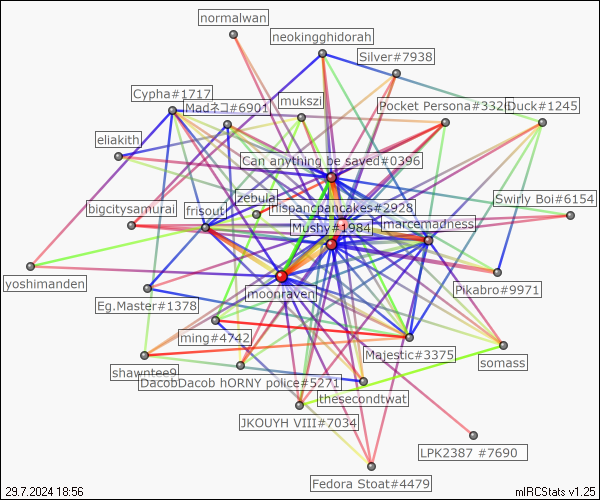 normalwan
neokingghidorah
Silver#7938
Cypha#1717
Madネコ#6901
mukszi
Pocket Persona#3326
Duck#1245
eliakith
Can anything be saved#0396
zebulai
Swirly Boi#6154
bigcitysamurai
frisouti
hispancpancakes#2928
marcemadness
Mushy#1984
yoshimanden
moonraven
Pikabro#9971
Eg.Master#1378
ming#4742
Majestic#3375
somass
shawntee9
DacobDacob hORNY police#5271
thesecondtwat
JKOUYH VIII#7034
LPK2387 #7690
Fedora Stoat#4479
29.7.2024 18:56
mIRCStats v1.25